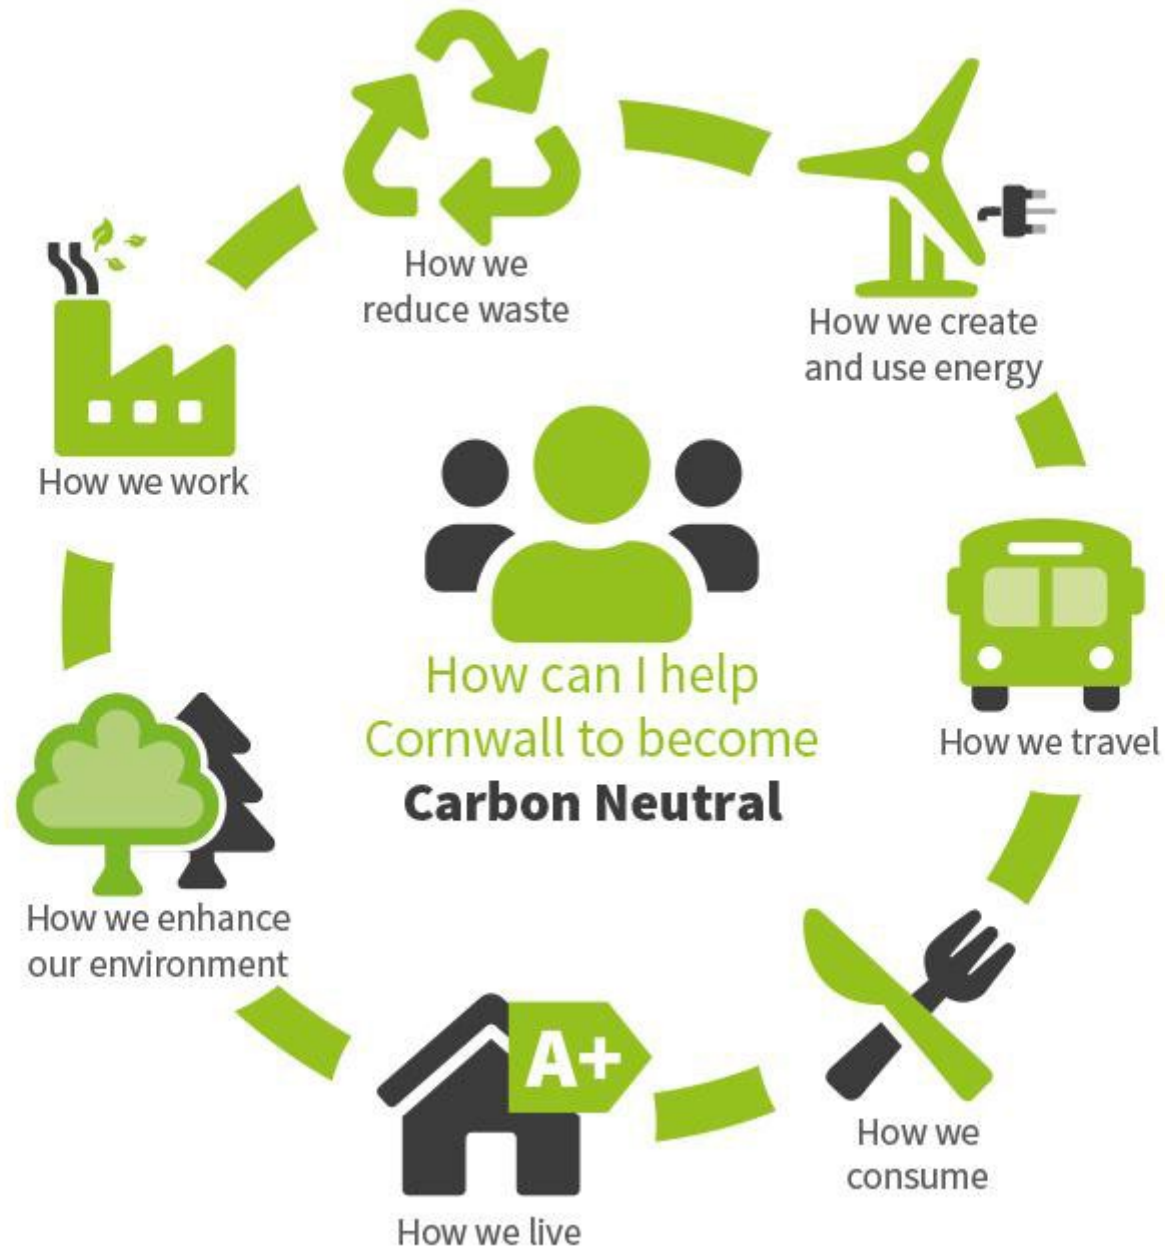 How we
reduce waste
How we create
and use energy
How we work
How can I help
Cornwall to become
Carbon Neutral
How we travel
How we enhance
our environment
A+
How we
consume
How we live